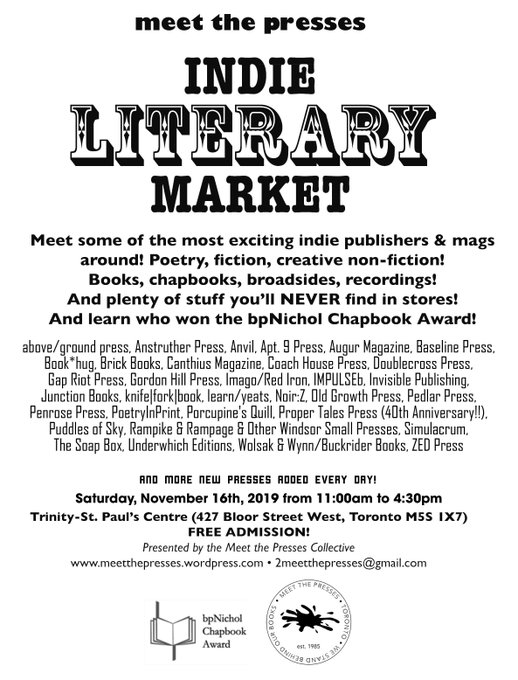 meet the presses
INDIE
LITERARY
MARKET
Meet some of the most exciting indie publishers & mags
around! Poetry, fiction, creative non-fiction!
Books, chapbooks, broadsides, recordings!
And plenty of stuff you'll NEVER find in stores!
And learn who won the bpNichol Chapbook Award!
above/ground press, Anstruther Press, Anvil, Apt. 9 Press, Augur Magazine, Baseline Press,
Book*hug, Brick Books, Canthius Magazine, Coach House Press, Doublecross Press,
Gap Riot Press, Gordon Hill Press, Imago/Red Iron, IMPULSEb, Invisible Publishing,
Junction Books, knife|fork|book, learn/yeats, Noir:Z, Old Growth Press, Pedlar Press,
Penrose Press, PoetryInPrint, Porcupine's Quill, Proper Tales Press (40th Anniversary!!),
Puddles of Sky, Rampike & Rampage & Other Windsor Small Presses, Simulacrum,
The Soap Box, Underwhich Editions, Wolsak & Wynn/Buckrider Books, ZED Press
AND MORE NEW PRESSES ADDED EVERY DAY!
Saturday, November 16th, 2019 from 11:00am to 4:30pm
Trinity-St. Paul's Centre (427 Bloor Street West, Toronto M5S 1X7)
FREE ADMISSION!
Presented by the Meet the Presses Collective
www.meetthepresses.wordpress.com • 2meetthepresses@gmail.com
bpNichol
Chapbook
Award
MEET THE PRESSES • TORONTO • WE STAND BEHIND OUR BOOKS •
est. 1985